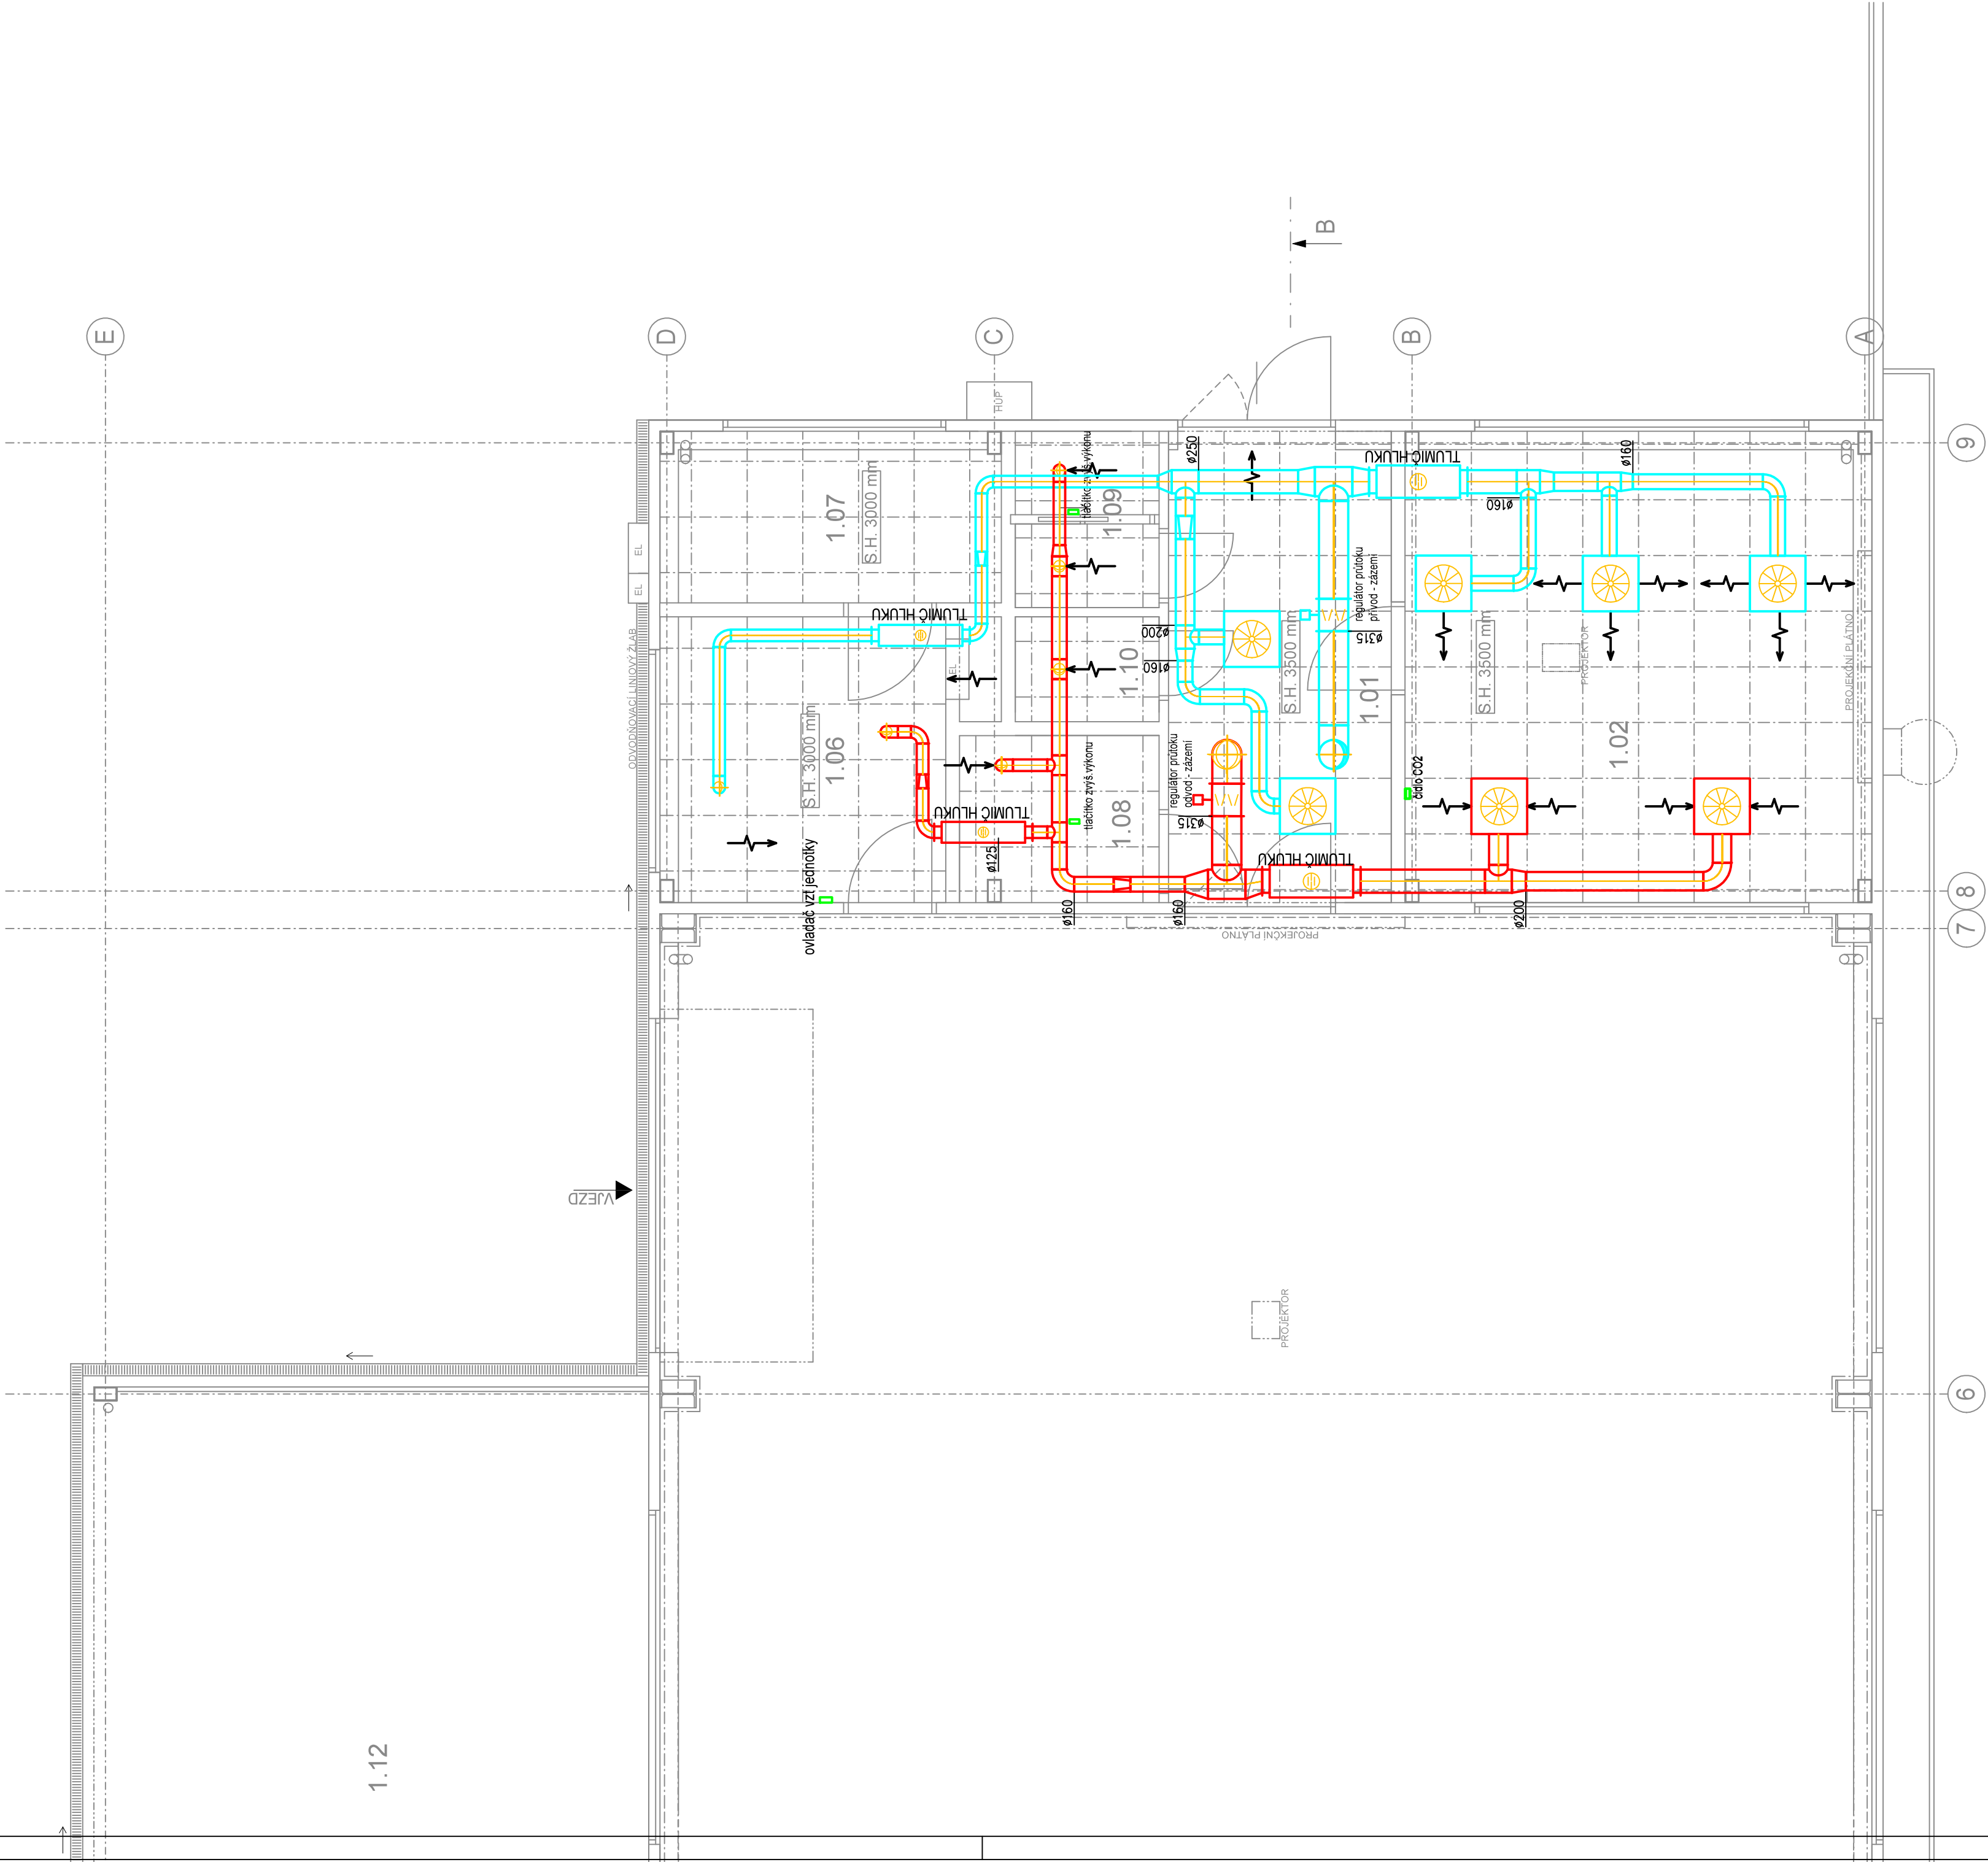 B
E
D
C
B
A
HUP
9
ø250
TLUMIČ HLUKU
ø160
tlačítko zvýš.výkonu
1.07
S.H. 3000 mm
1.09
ø160
EL
EL
regulátor průtoku
přívod - zázemí
ø315
TLUMIČ HLUKU
ø200
ø160
EL
1.10
S.H. 3500 mm
S.H. 3500 mm
PROJEKTOR
PROJEKČNÍ PLÁTNO
ODVODŇOVACÍ LINIOVÝ ŽLAB
1.01
1.02
S.H. 3000 mm
1.06
tlačítko zvýš.výkonu
regulátor průtoku
odvod - zázemí
ø315
čidlo CO2
1.08
TLUMIČ HLUKU
ø125
TLUMIČ HLUKU
ovladač vzt jednotky
8
ø160
ø160
ø200
7
PROJEKČNÍ PLÁTNO
VJEZD
PROJEKTOR
6
1.12